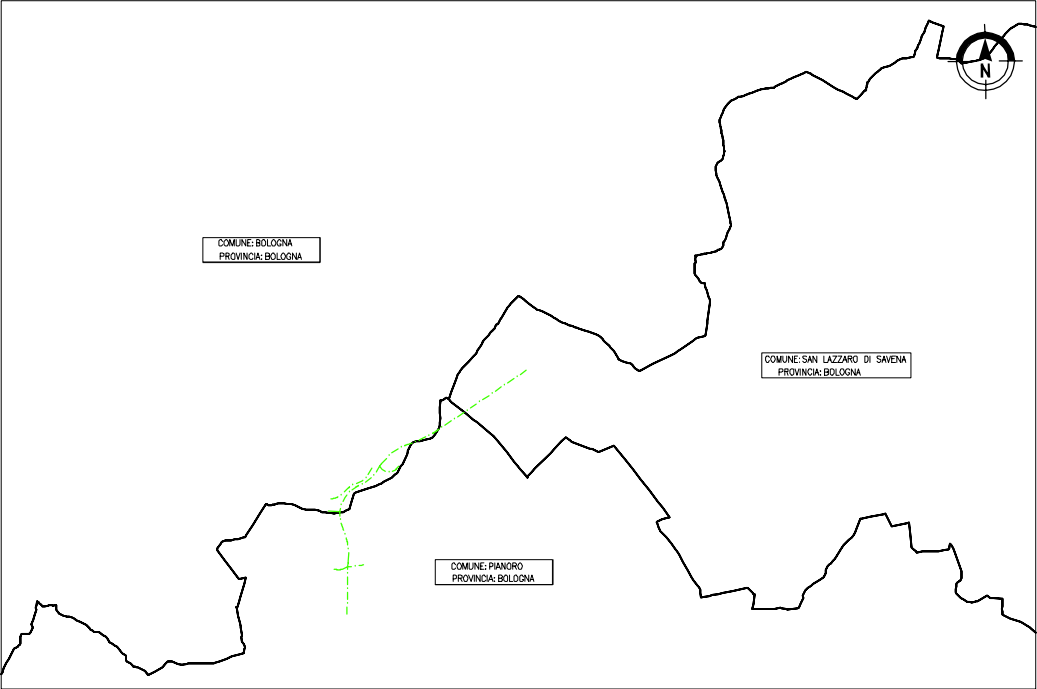 N
COMUNE: BOLOGNA
PROVINCIA: BOLOGNA
COMUNE: SAN LAZZARO DI SAVENA
PROVINCIA: BOLOGNA
COMUNE: PIANORO
PROVINCIA: BOLOGNA